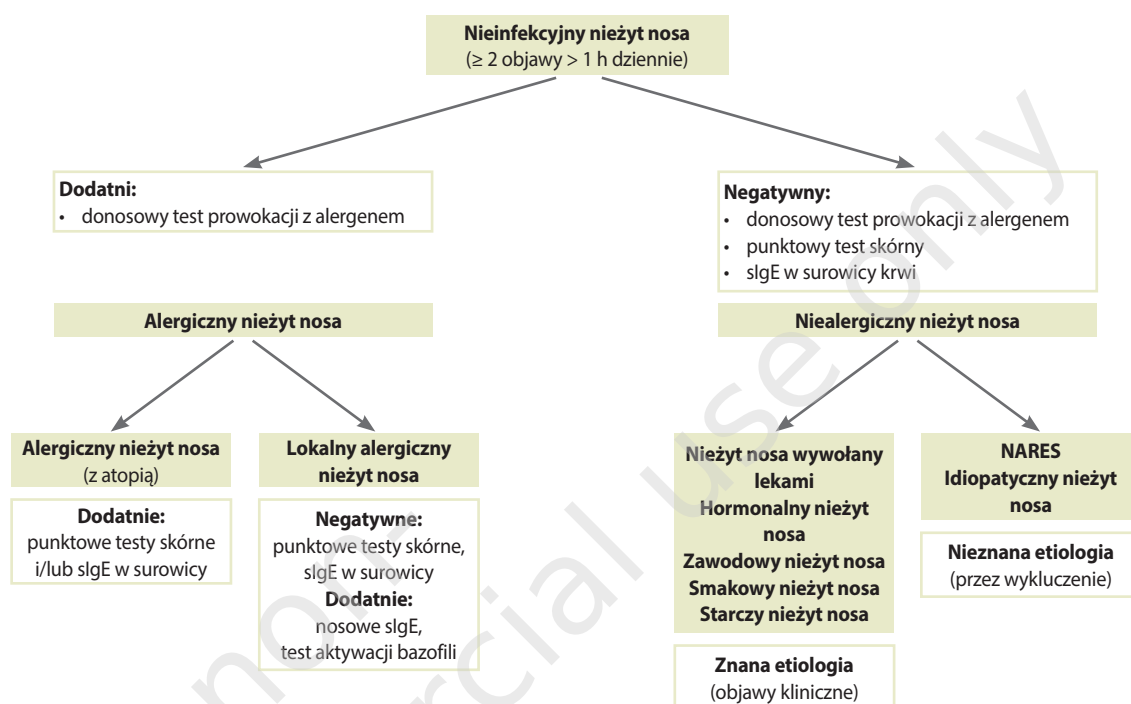 Nieinfekcyjny nieżyt nosa
(≥ 2 objawy > 1 h dziennie)
Dodatni:
• donosowy test prowokacji z alergenem
Negatywny:
• donosowy test prowokacji z alergenem
• punktowy test skórny
• sIgE w surowicy krwi
Alergiczny nieżyt nosa
Niealergiczny nieżyt nosa
Alergiczny nieżyt nosa
(z atopią)
Dodatnie:
punktowe testy skórne
i/lub sIgE w surowicy
Lokalny alergiczny
nieżyt nosa
Negatywne:
punktowe testy skórne,
sIgE w surowicy
Dodatnie:
nosowe sIgE,
test aktywacji bazofili
Nieżyt nosa wywołany
lekami
Hormonalny nieżyt
nosa
Zawodowy nieżyt nosa
Smakowy nieżyt nosa
Starczy nieżyt nosa
Znana etiologia
(objawy kliniczne)
NARES
Idiopatyczny nieżyt
nosa
Nieznana etiologia
(przez wykluczenie)
non-
rcial use only